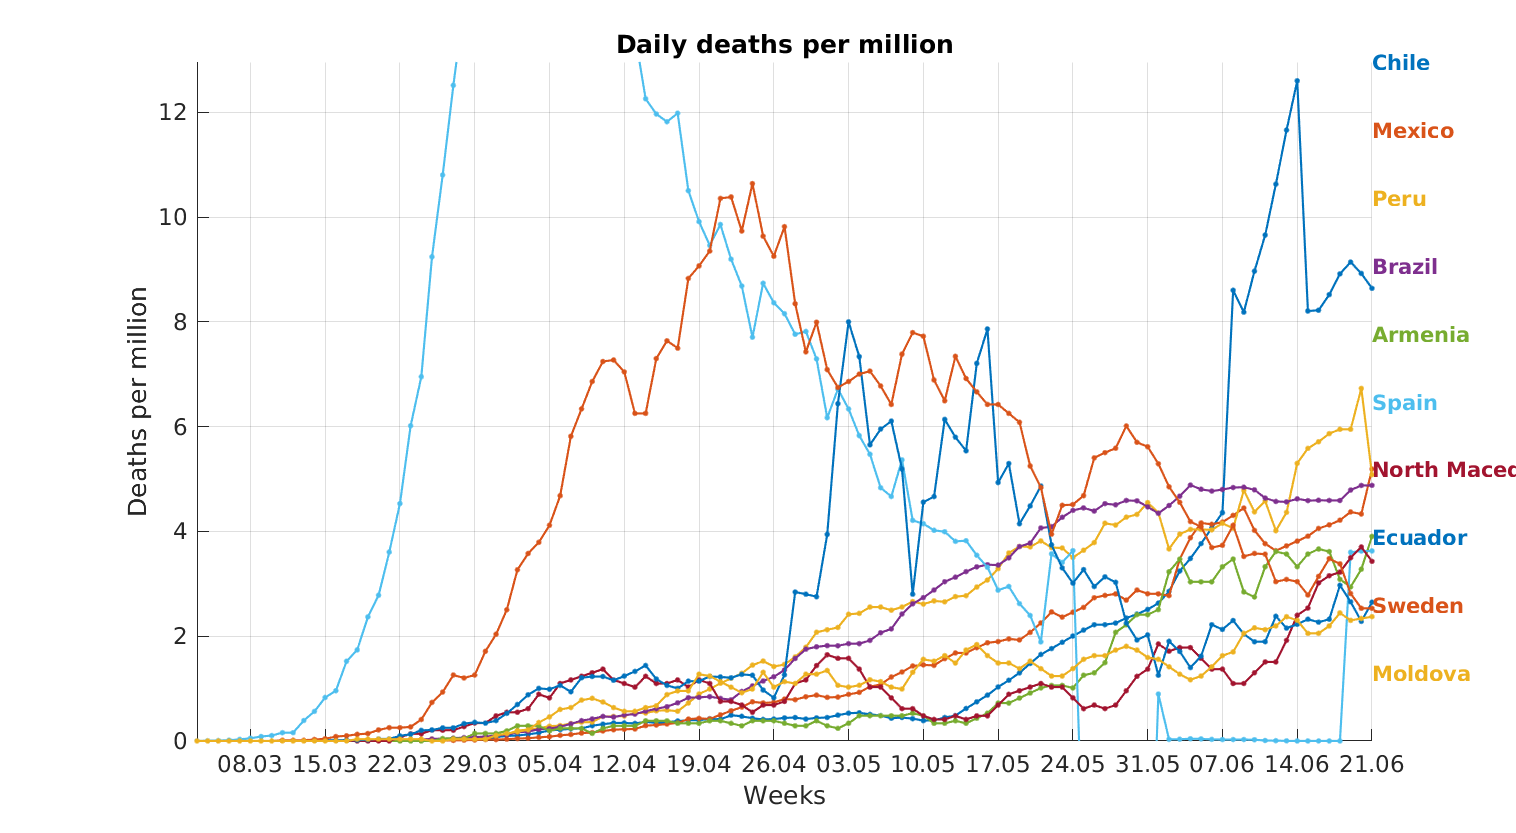 Daily deaths per million
Deaths per million
12
10
8
6
4
2
0
08.03 15.03 22.03 29.03 05.04 12.04 19.04 26.04 03.05 10.05 17.05 24.05 31.05 07.06 14.06 21.06
Weeks
Chile
Mexico
Peru
Brazil
Armenia
Spain
North Maced
Ecuador
Sweden
Moldova